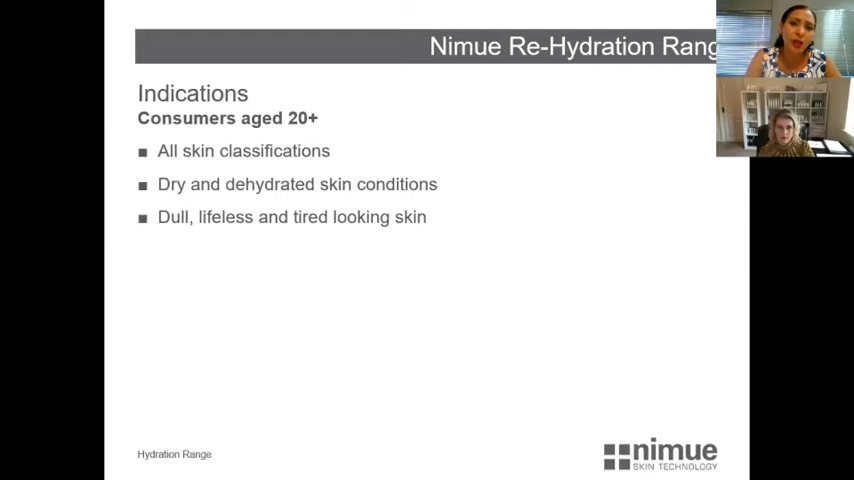 Nimue Re-Hydration Rang
Indications
Consumers aged 20+
All skin classifications
Dry and dehydrated skin conditions
Dull, lifeless and tired looking skin
Hydration Range
nimue
SKIN TECHNOLOGY